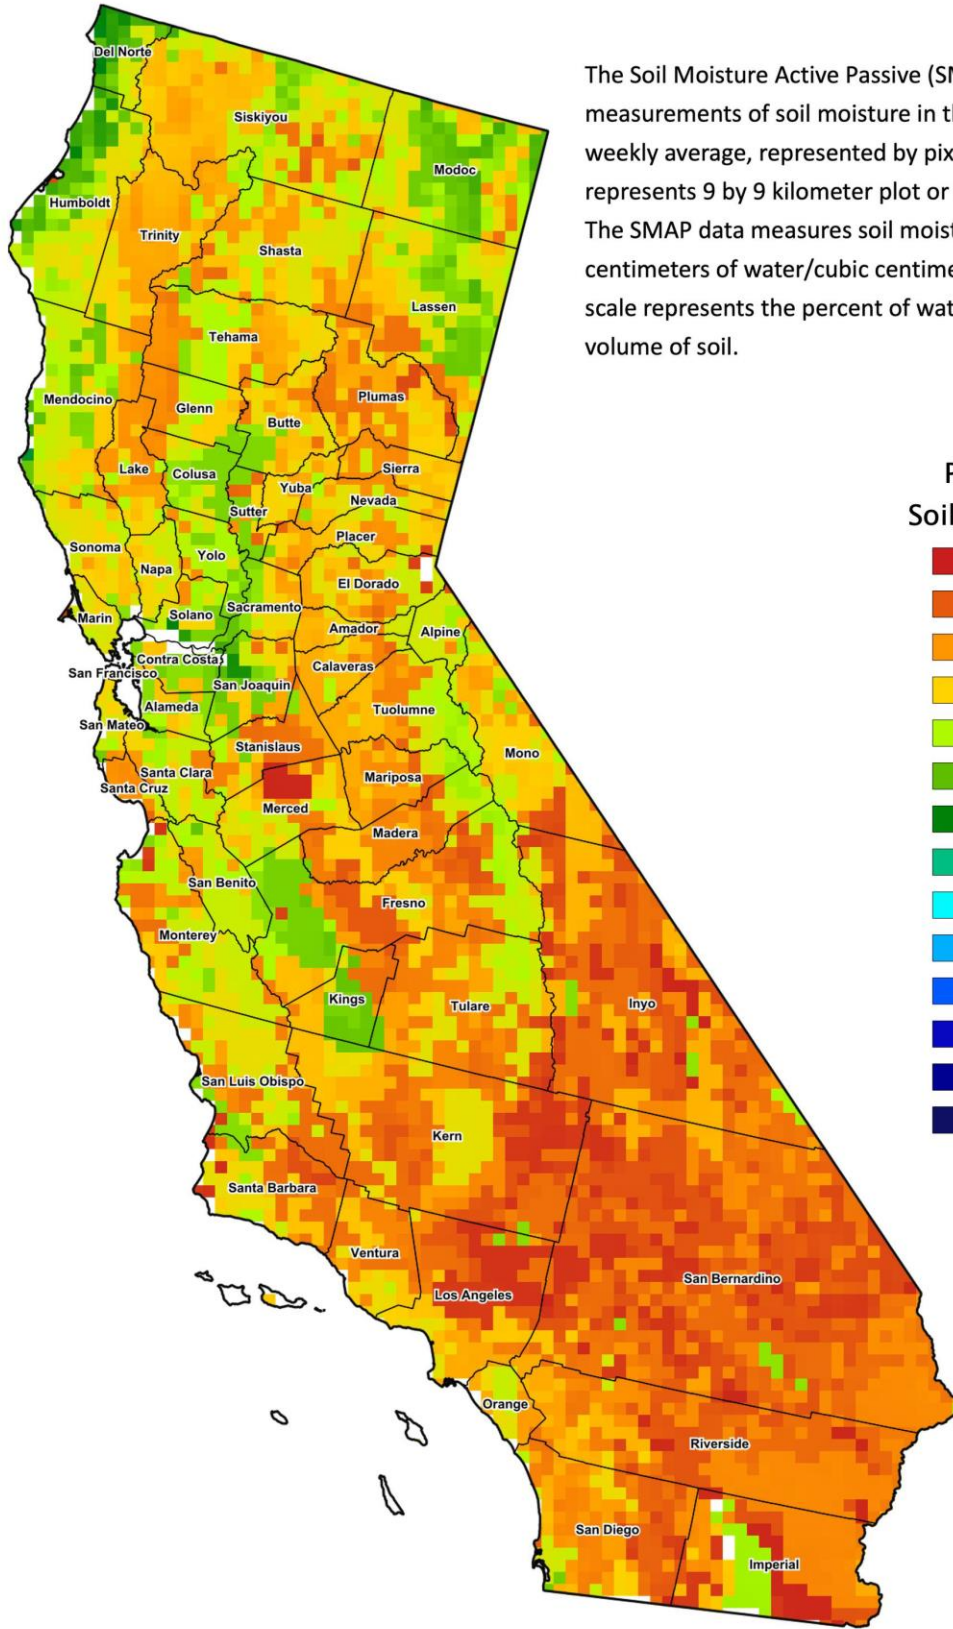 The Soil Moisture Active Passive (SM
measurements of soil moisture in th
weekly average, represented by pix
represents 9 by 9 kilometer plot or
The SMAP data measures soil moist
centimeters of water/cubic centime
scale represents the percent of wat
volume of soil.
P
Soil
Del Norte
Siskiyou
Modoc
Humboldt
Trinity
Shasta
Lassen
Tehama
Mendocino
Glenn
Butte
Plumas
Lake
Colusa
Sierra
Yuba
Nevada
Sutter
Placer
Sonoma
Napa
Yolo
El Dorado
Sacramento
Marin
Solano
Amador
Alpine
Contra Costa
Calaveras
San Francisco
San Joaquin
Alameda
Tuolumne
San Mateo
Stanislaus
Mono
Santa Clara
Mariposa
Santa Cruz
Merced
Madera
San Benito
Fresno
Monterey
Kings
Tulare
Inyo
San Luis Obispo
Kern
Santa Barbara
Ventura
Los Angeles
San Bernardino
Orange
Riverside
San Diego
Imperial